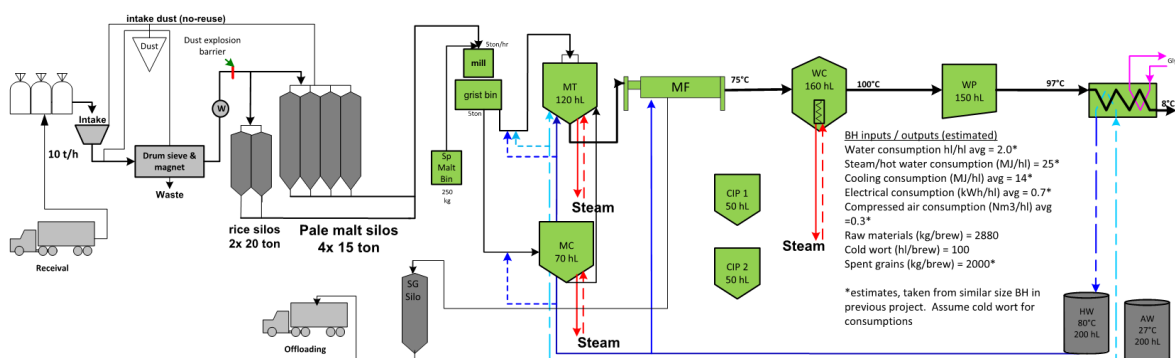 intake dust (no-reuse)
Dust
Dust explosion
barrier
Intake
10 t/h
Drum sieve &
magnet
Waste
W
rice silos
2x 20 ton
Pale malt silos
4x 15 ton
Receival
Offloading
5ton/hr
mill
grist bin
5ton
Sp
Malt
Bin
250
kg
MT
120 hL
Steam
MC
70 hL
Steam
SG
Silo
MF
75°C
CIP 1
50 hL
CIP 2
50 hL
WC
160 hL
Steam
100°C
WP
150 hL
97°C
8°C
BH inputs / outputs (estimated)
Water consumption hl/hl avg = 2.0*
Steam/hot water consumption (MJ/hl) = 25*
Cooling consumption (MJ/hl) = 14*
Electrical consumption (kWh/hl) avg = 0.7*
Compressed air consumption (Nm3/hl) avg
=0.3*
Raw materials (kg/brew) = 2880
Cold wort (hl/brew) = 100
Spent grains (kg/brew) = 2000*
*estimates, taken from similar size BH in
previous project. Assume cold wort for
consumptions
HW
80°C
200 hL
AW
27°C
200 hL